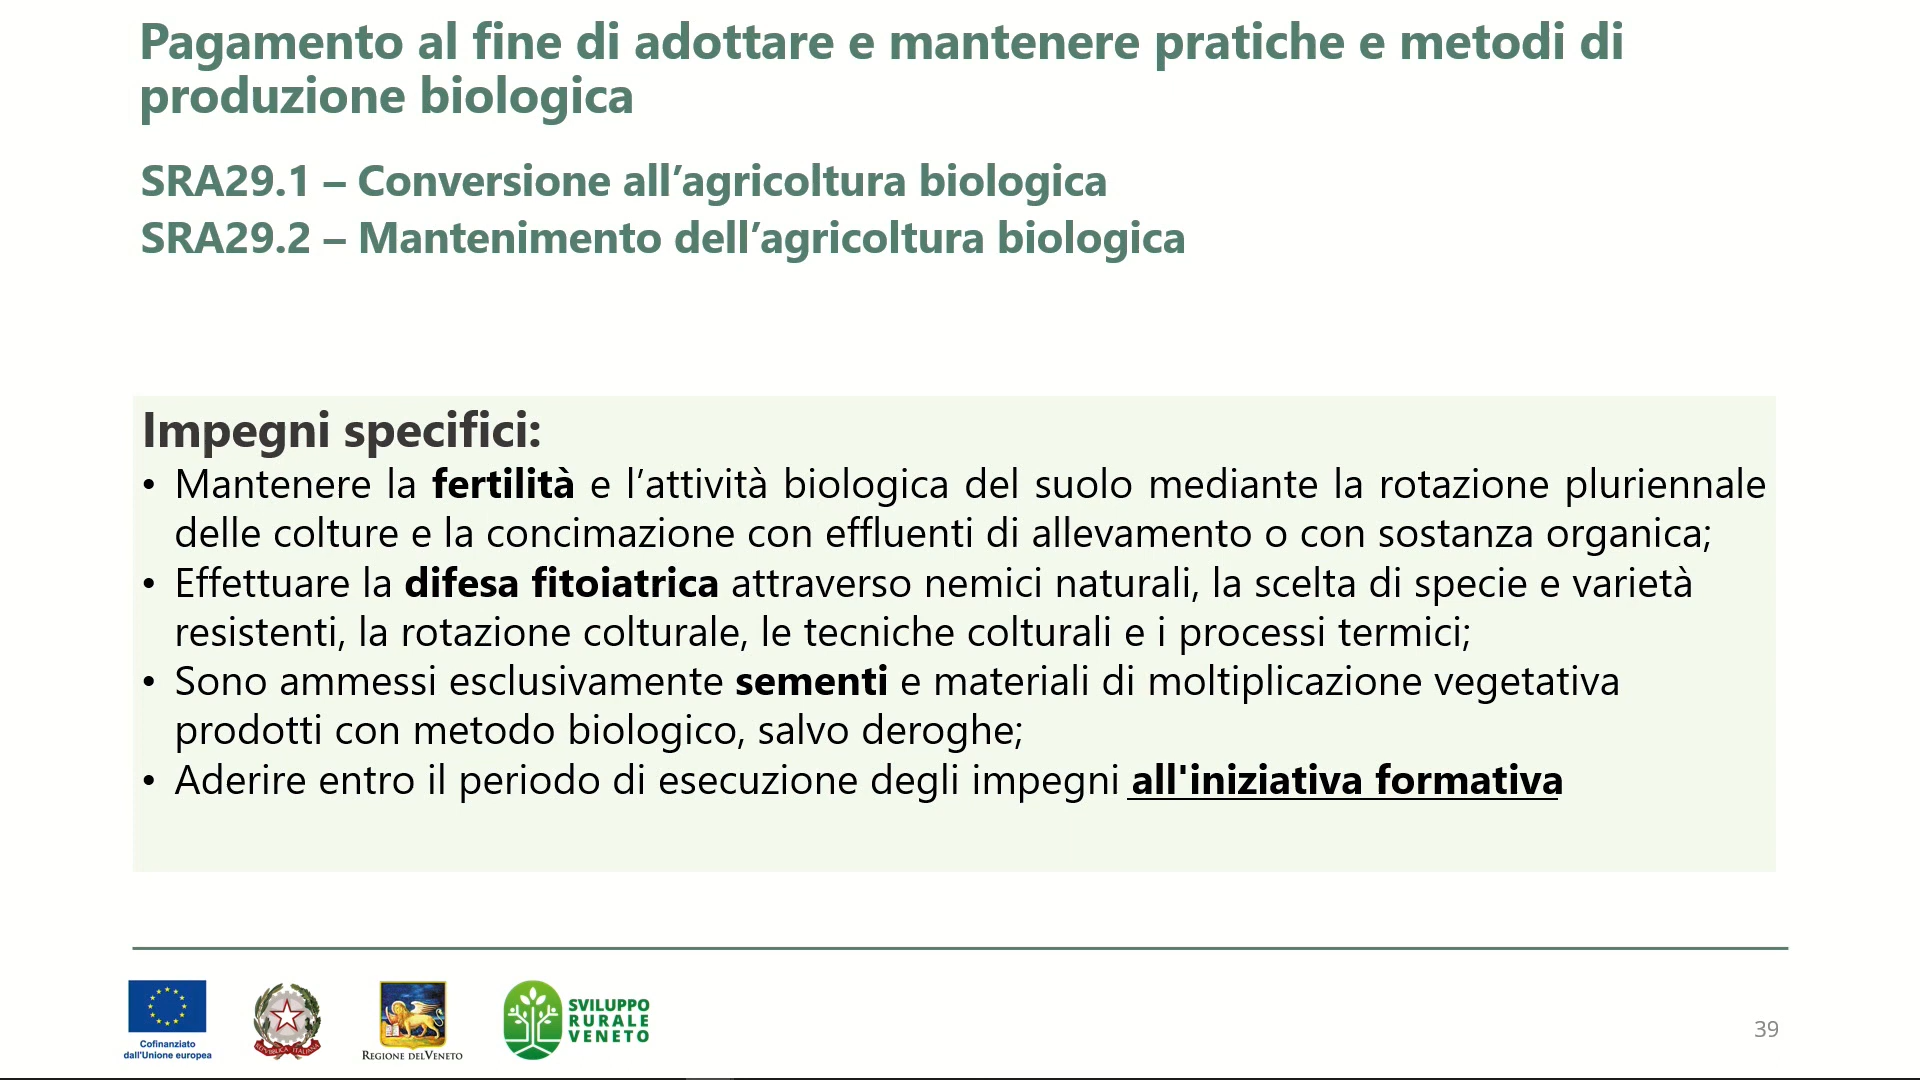 Pagamento al fine di adottare e mantenere pratiche e metodi di
produzione biologica
SRA29.1 – Conversione all’agricoltura biologica
SRA29.2 – Mantenimento dell’agricoltura biologica
Impegni specifici:
• Mantenere la fertilità e l’attività biologica del suolo mediante la rotazione pluriennale
delle colture e la concimazione con effluenti di allevamento o con sostanza organica;
• Effettuare la difesa fitoiatrica attraverso nemici naturali, la scelta di specie e varietà
resistenti, la rotazione colturale, le tecniche colturali e i processi termici;
• Sono ammessi esclusivamente sementi e materiali di moltiplicazione vegetativa
prodotti con metodo biologico, salvo deroghe;
• Aderire entro il periodo di esecuzione degli impegni all'iniziativa formativa
Cofinanziato
dall'Unione europea
REPVBBLICA ITALIANA
REGIONE DEL VENETO
SVILUPPO
RURALE
VENETO
39